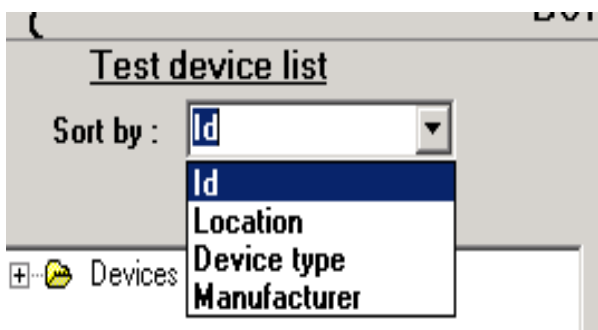 Test device list
Sort by : Id
Id
Location
Device type
Manufacturer
Devices